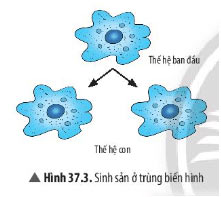 Thế hệ ban đầu
Thế hệ con
▲ Hình 37.3. Sinh sản ở trùng biến hình